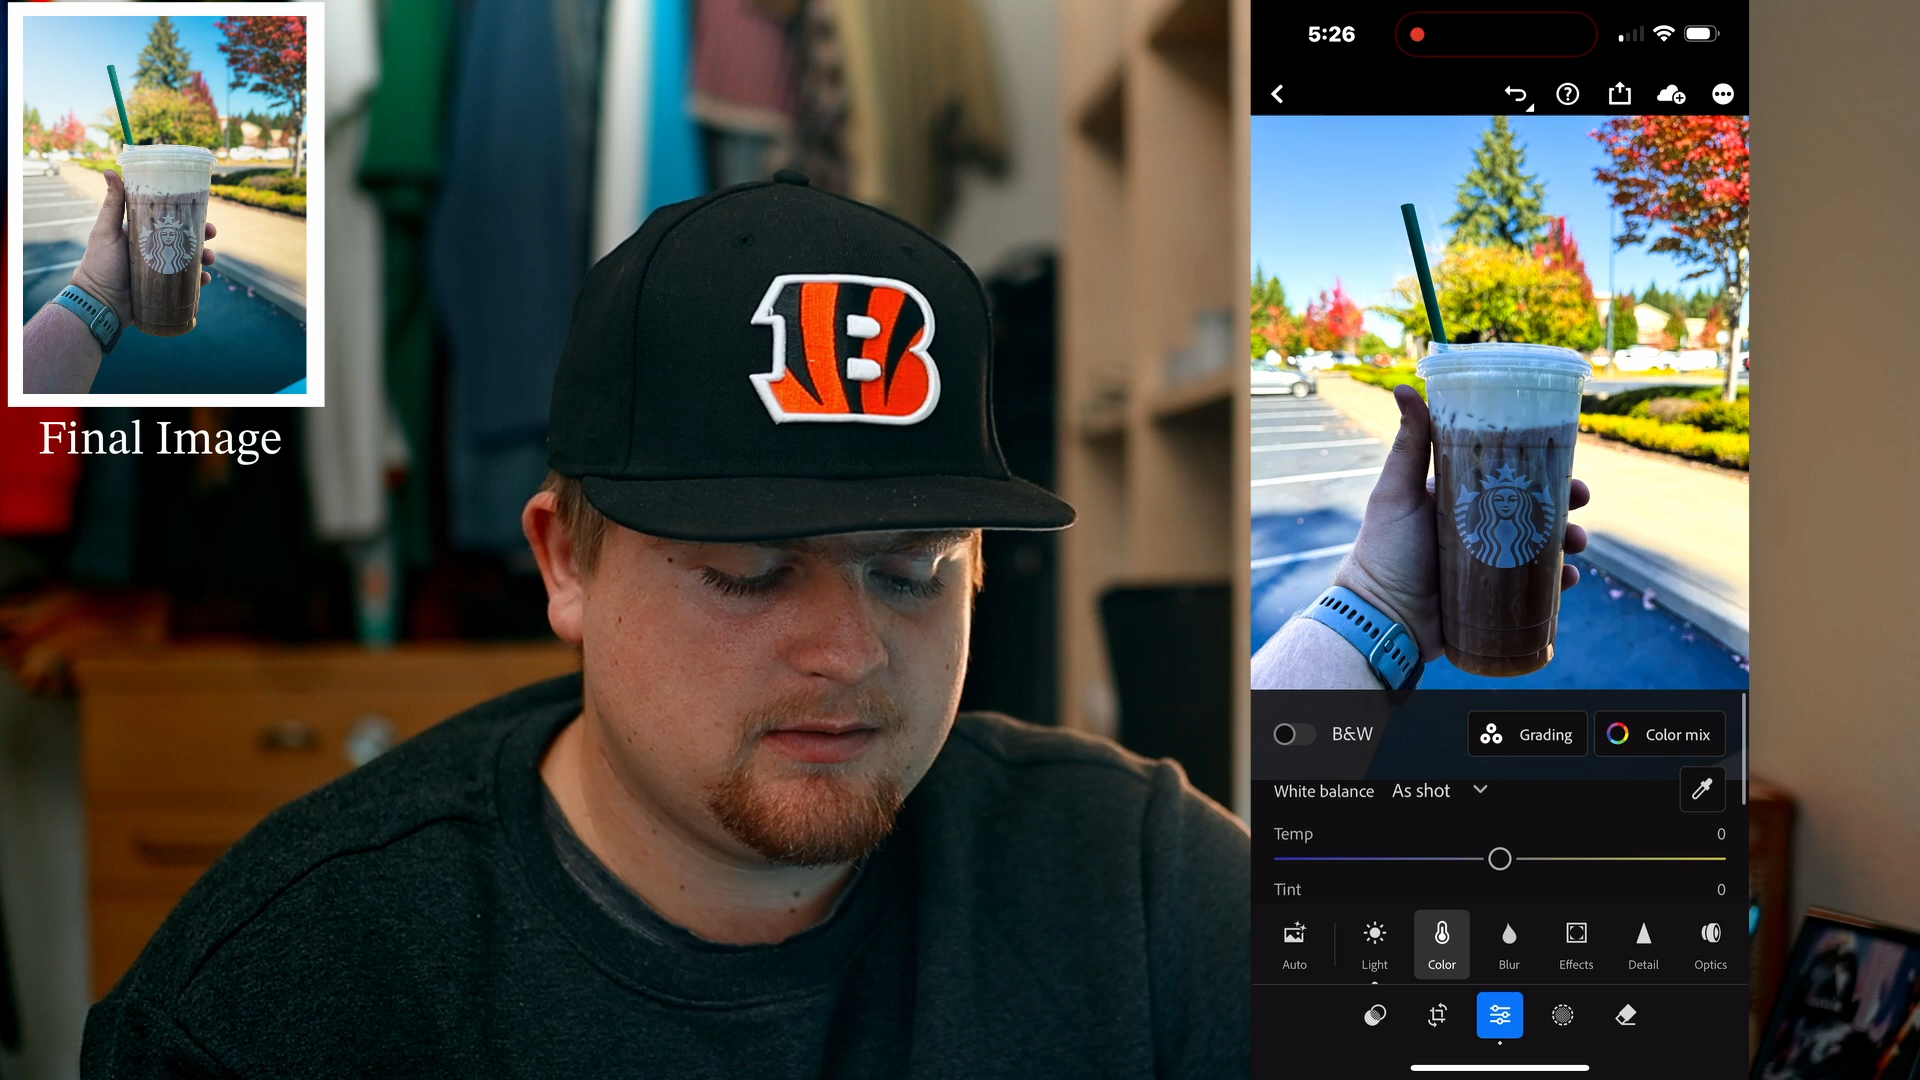 Final Image
B
5:26
B&W
Grading
Color mix
White balance As shot
Temp 0
Tint 0
Auto
Light
Color
Blur
Effects
Detail
Optics